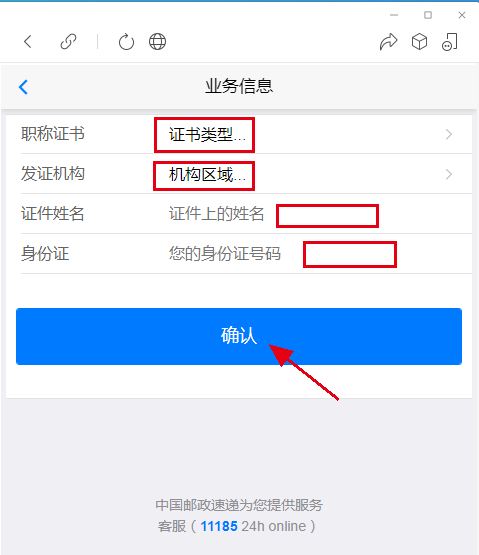 业务信息
职称证书 证书类型...
发证机构 机构区域...
证件姓名 证件上的姓名
身份证 您的身份证号码
确认
中国邮政速递为您提供服务
客服（11185 24h online）